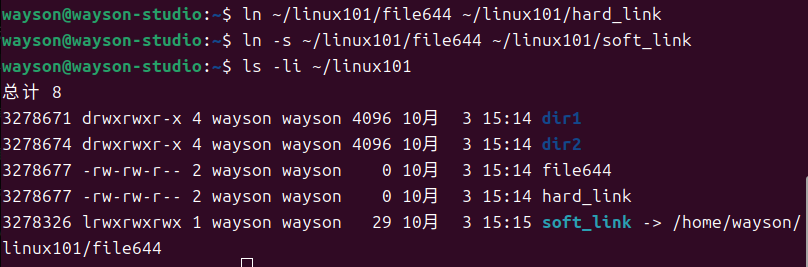 wayson@wayson-studio:~$ ln ~/linux101/file644 ~/linux101/hard_link
wayson@wayson-studio:~$ ln -s ~/linux101/file644 ~/linux101/soft_link
wayson@wayson-studio:~$ ls -li ~/linux101
总计 8
3278671 drwxrwxr-x 4 wayson wayson 4096 10月  3 15:14 dir1
3278674 drwxrwxr-x 4 wayson wayson 4096 10月  3 15:14 dir2
3278677 -rw-rw-r-- 2 wayson wayson    0 10月  3 15:14 file644
3278677 -rw-rw-r-- 2 wayson wayson    0 10月  3 15:14 hard_link
3278326 lrwxrwxrwx 1 wayson wayson   29 10月  3 15:15 soft_link -> /home/wayson/
linux101/file644